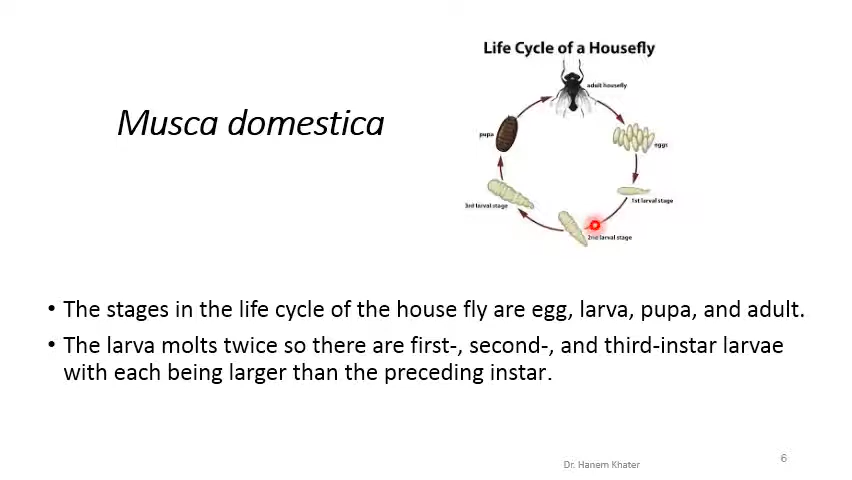 Life Cycle of a Housefly
adult housefly
Musca domestica
pupa
eggs
1st larval stage
3rd larval stage
2nd larval stage
• The stages in the life cycle of the house fly are egg, larva, pupa, and adult.
• The larva molts twice so there are first-, second-, and third-instar larvae
with each being larger than the preceding instar.
Dr. Hanem Khater
6